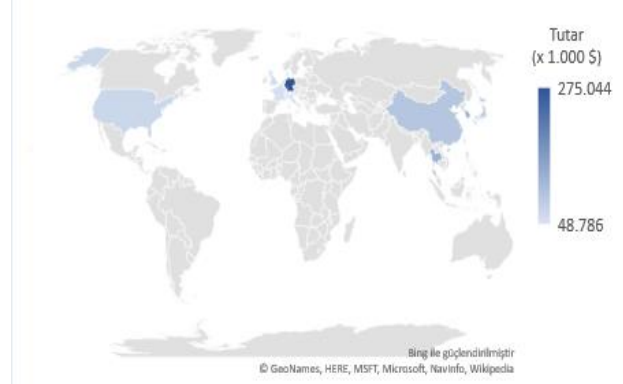 Tutar
(x 1.000 $)
275.044
48.786
Bing ile güçlendirilmiştir
© GeoNames, HERE, MSFT, Microsoft, NavInfo, Wikipedia